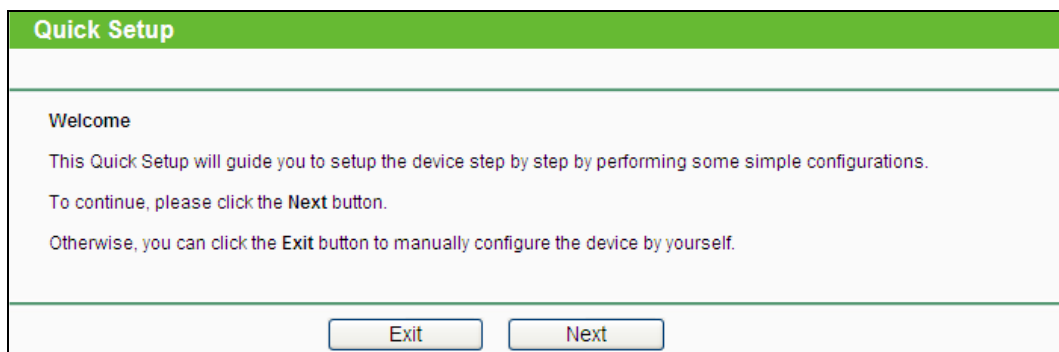 Quick Setup
Welcome
This Quick Setup will guide you to setup the device step by step by performing some simple configurations.
To continue, please click the Next button.
Otherwise, you can click the Exit button to manually configure the device by yourself.
Exit Next